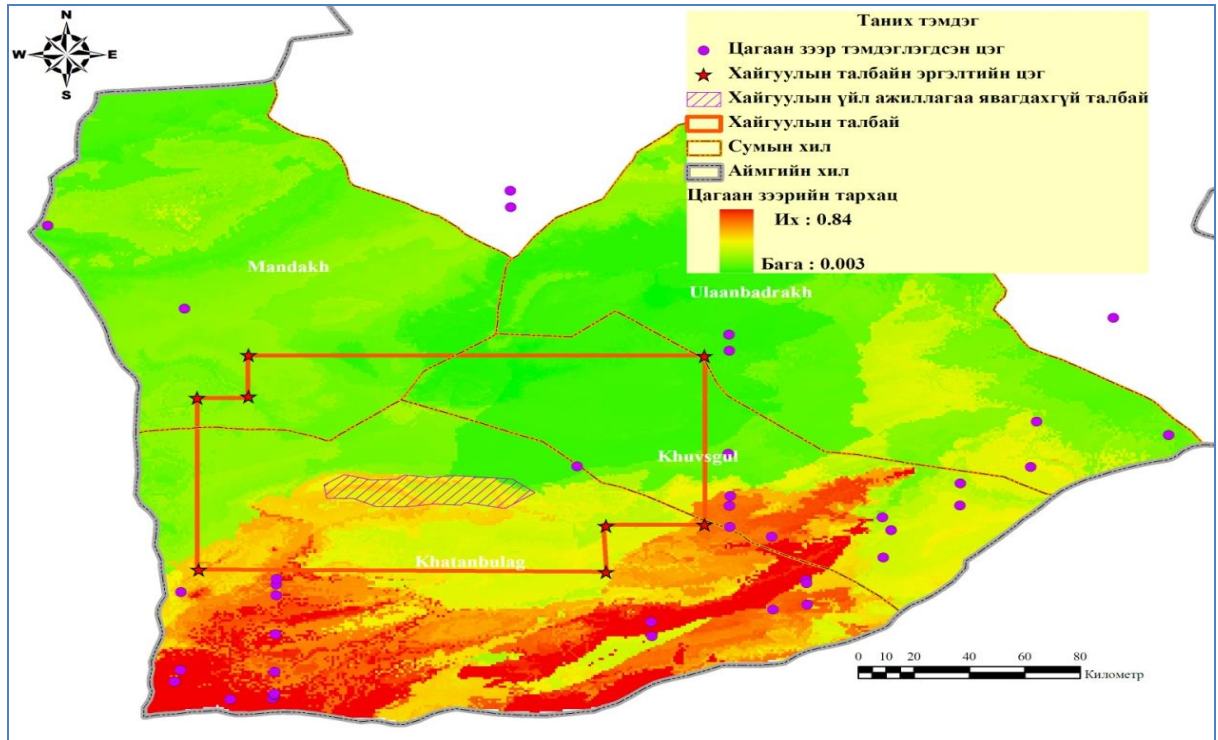 N
W E
S
Таних тэмдэг
Цагаан зээр тэмдэглэгдсэн цэг
Хайгуулын талбайн эргэлтийн цэг
Хайгуулын үйл ажиллагаа явагдахгүй талбай
Хайгуулын талбай
Сумын хил
Аймгийн хил
Цагаан зээрийн тархац
Их : 0.84
Бага : 0.003
Mandakh
Ulaanbadrakh
Khuvsgul
Khatanbulag
0 10 20 40 60 80
Километр